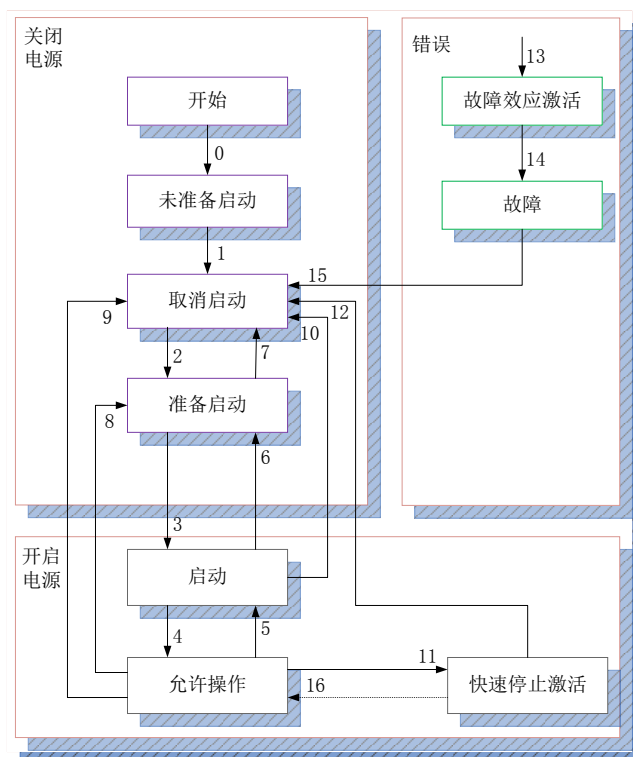 关闭
电源
错误
13
开始
故障效应激活
0
14
未准备启动
故障
1
15
取消启动
9
12
10
2
7
准备启动
8
6
3
开启
电源
启动
4
5
11
允许操作
16
快速停止激活